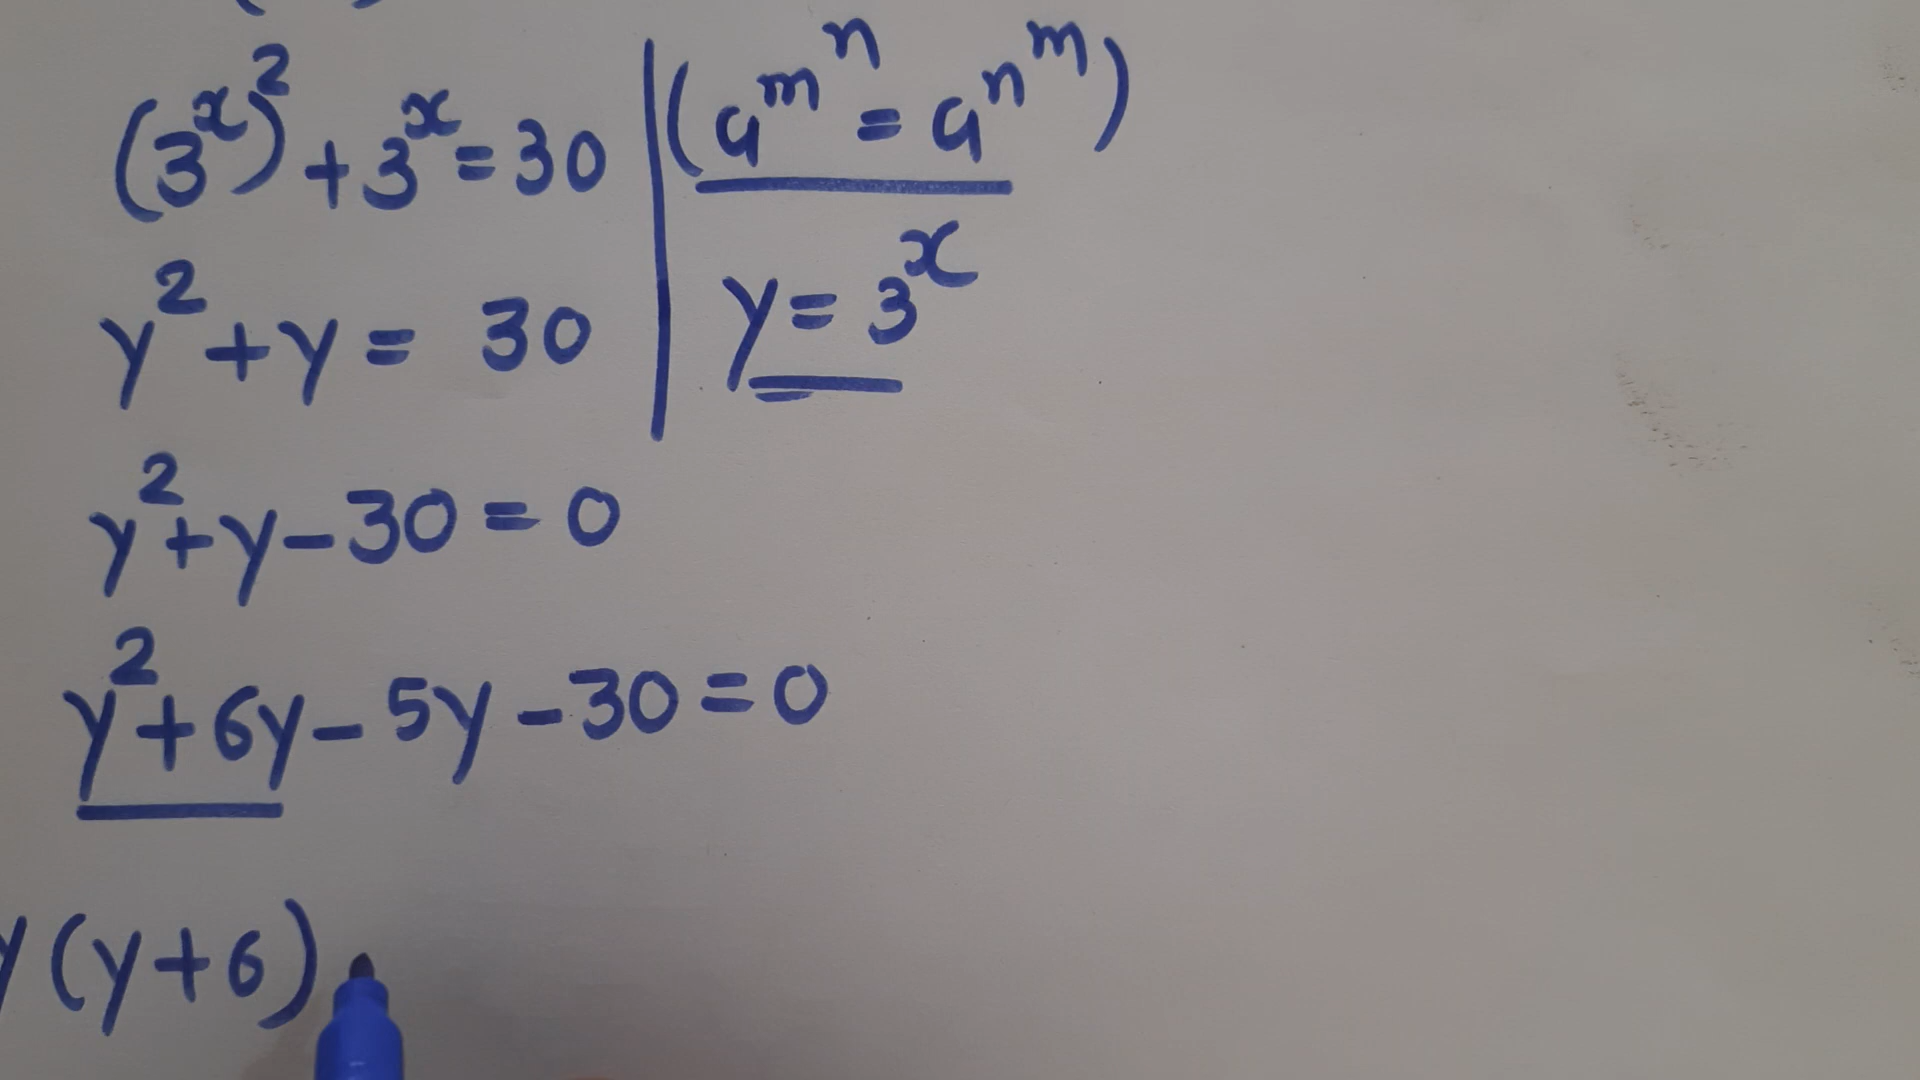 (3^x)^2 + 3^x = 30 | (a^m^n = a^n^m)
y^2 + y = 30 | y = 3^x
y^2 + y - 30 = 0
y^2 + 6y - 5y - 30 = 0
y (y + 6)